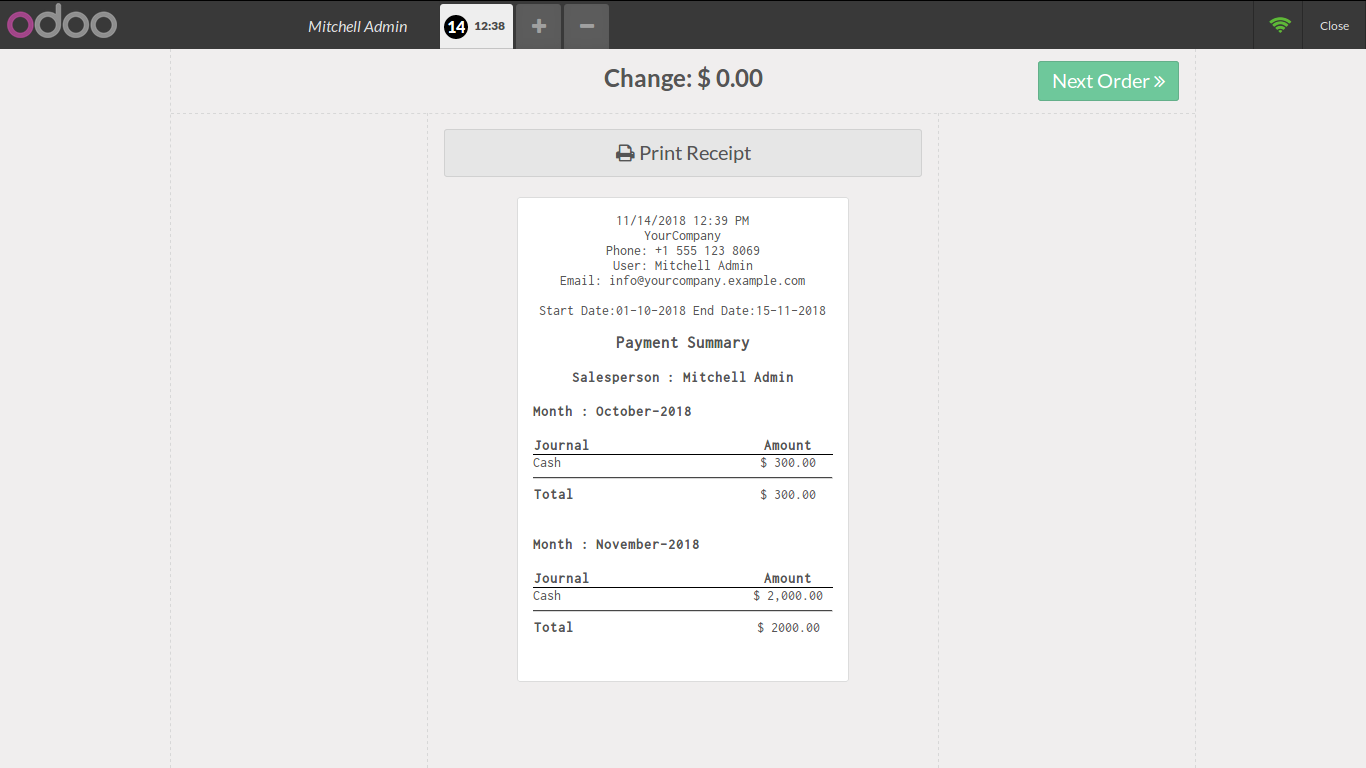 odoo
Mitchell Admin
14 12:38
Close
Change: $ 0.00
Next Order
Print Receipt
11/14/2018 12:39 PM
YourCompany
Phone: +1 555 123 8069
User: Mitchell Admin
Email: info@yourcompany.example.com
Start Date:01-10-2018 End Date:15-11-2018
Payment Summary
Salesperson : Mitchell Admin
Month : October-2018
Journal Amount
Cash $ 300.00
Total $ 300.00
Month : November-2018
Journal Amount
Cash $ 2,000.00
Total $ 2000.00